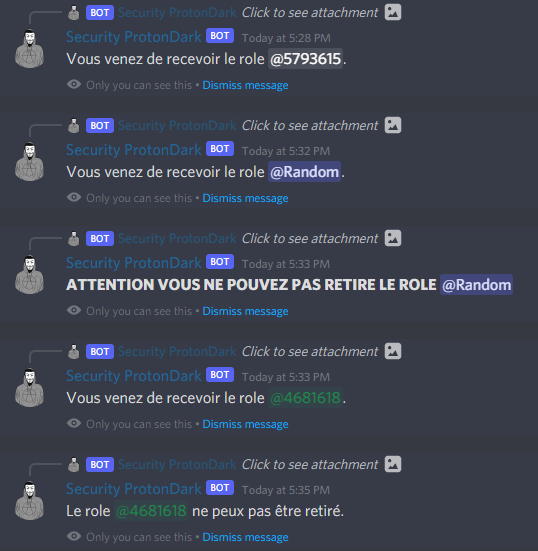 BOT Security ProtonDark Click to see attachment
Security ProtonDark BOT Today at 5:28 PM
Vous venez de recevoir le role @5793615.
Only you can see this • Dismiss message
BOT Security ProtonDark Click to see attachment
Security ProtonDark BOT Today at 5:32 PM
Vous venez de recevoir le role @Random.
Only you can see this • Dismiss message
BOT Security ProtonDark Click to see attachment
Security ProtonDark BOT Today at 5:33 PM
ATTENTION VOUS NE POUVEZ PAS RETIRE LE ROLE @Random
Only you can see this • Dismiss message
BOT Security ProtonDark Click to see attachment
Security ProtonDark BOT Today at 5:33 PM
Vous venez de recevoir le role @4681618.
Only you can see this • Dismiss message
BOT Security ProtonDark Click to see attachment
Security ProtonDark BOT Today at 5:35 PM
Le role @4681618 ne peux pas être retiré.
Only you can see this • Dismiss message